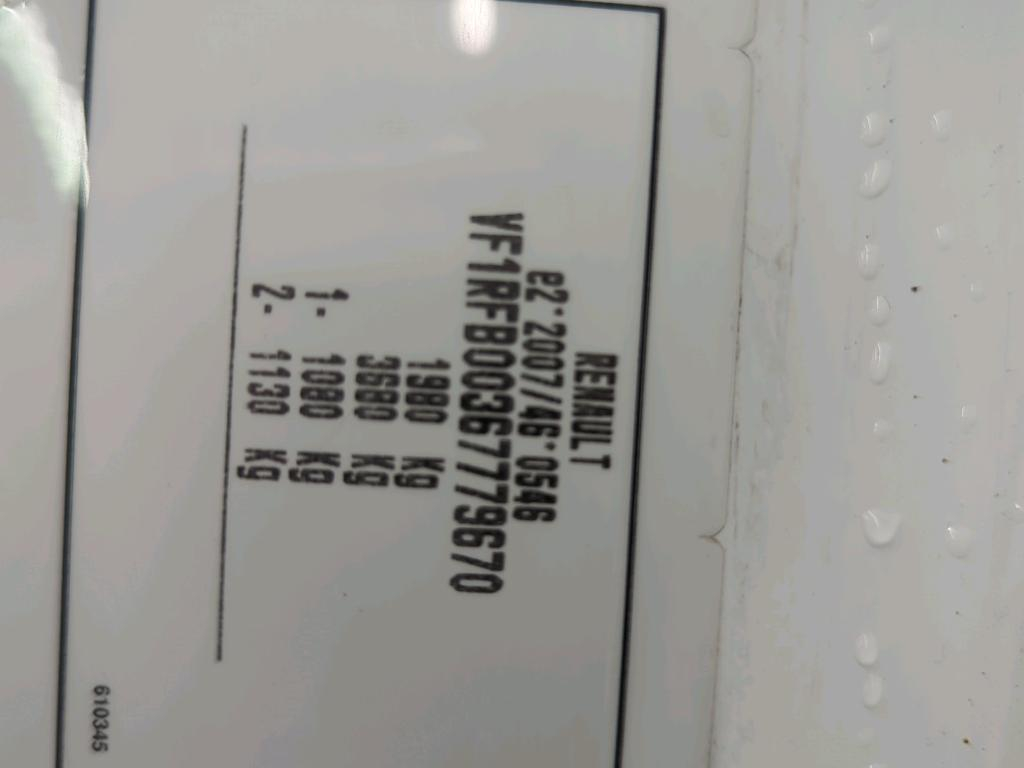 RENAULT
e2*2007/46*0546
VF1RFB00367779670
1980 Kg
3680 Kg
1- 1080 Kg
2- 1130 Kg
610345